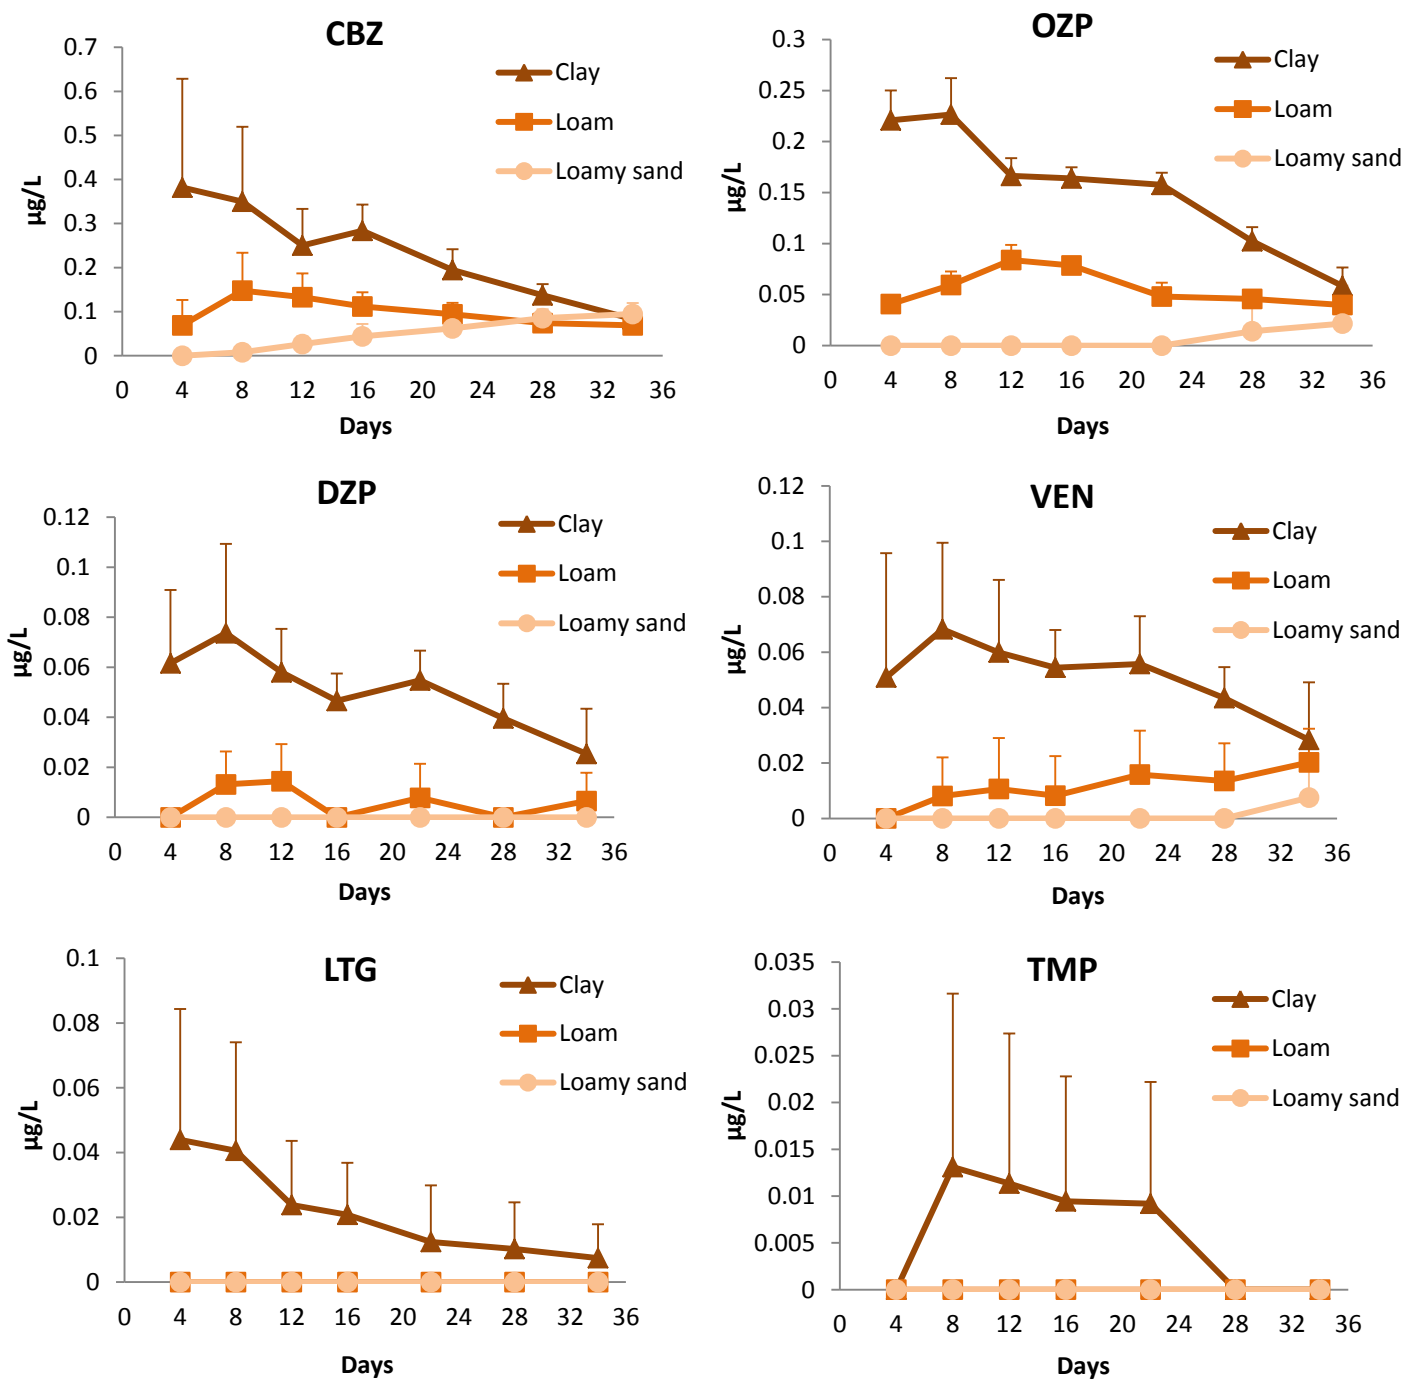 CBZ
0.7
0.6
0.5
0.4
0.3
0.2
0.1
0
µg/L
0 4 8 12 16 20 24 28 32 36
Days
Clay
Loam
Loamy sand
OZP
0.3
0.25
0.2
0.15
0.1
0.05
0
µg/L
0 4 8 12 16 20 24 28 32 36
Days
Clay
Loam
Loamy sand
DZP
0.12
0.1
0.08
0.06
0.04
0.02
0
µg/L
0 4 8 12 16 20 24 28 32 36
Days
Clay
Loam
Loamy sand
VEN
0.12
0.1
0.08
0.06
0.04
0.02
0
µg/L
0 4 8 12 16 20 24 28 32 36
Days
Clay
Loam
Loamy sand
LTG
0.1
0.08
0.06
0.04
0.02
0
µg/L
0 4 8 12 16 20 24 28 32 36
Days
Clay
Loam
Loamy sand
TMP
0.035
0.03
0.025
0.02
0.015
0.01
0.005
0
µg/L
0 4 8 12 16 20 24 28 32 36
Days
Clay
Loam
Loamy sand